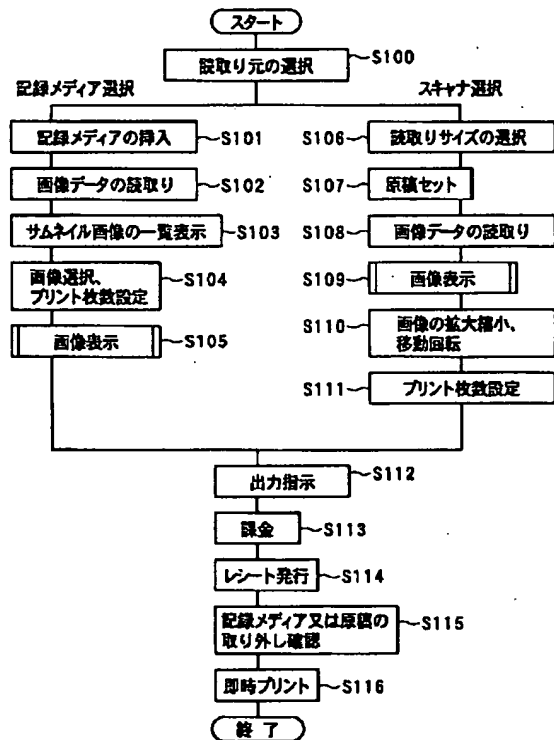 スタート
読取り元の選択 S100
記録メディア選択
スキャナ選択
記録メディアの挿入 S101
画像データの読取り S102
サムネイル画像の一覧表示 S103
画像選択、
プリント枚数設定 S104
画像表示 S105
S106 読取りサイズの選択
S107 原稿セット
S108 画像データの読取り
S109 画像表示
S110 画像の拡大縮小、
移動回転
S111 プリント枚数設定
出力指示 S112
課金 S113
レシート発行 S114
記録メディア又は原稿の S115
取り外し確認
即時プリント S116
終了